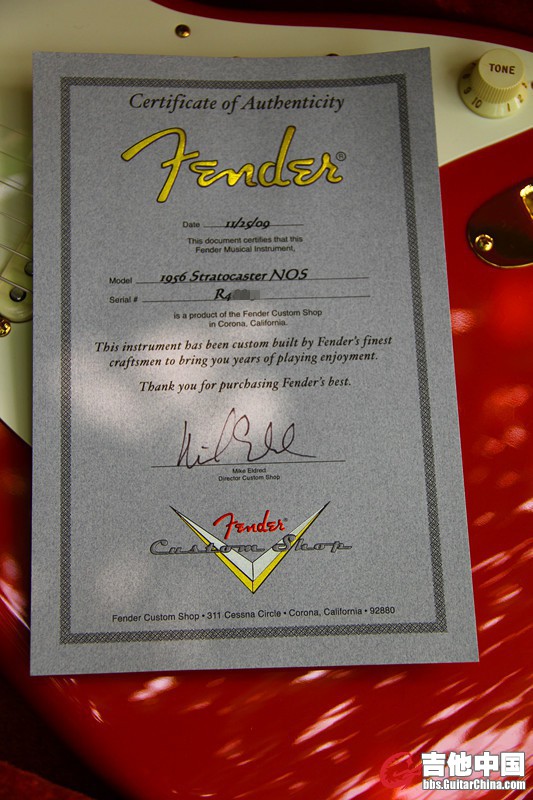 TONE
10
1
2
Certificate of Authenticity
Fender®
Date 11/25/09
This document certifies that this
Fender Musical Instrument,
Model 1956 Stratocaster NOS
Serial # R4
is a product of the Fender Custom Shop
in Corona, California.
This instrument has been custom built by Fender's finest
craftsmen to bring you years of playing enjoyment.
Thank you for purchasing Fender's best.
Mike Eldred
Director Custom Shop
Fender®
Custom Shop
Fender Custom Shop • 311 Cessna Circle • Corona, California • 92880
吉他中国
bbs.GuitarChina.com